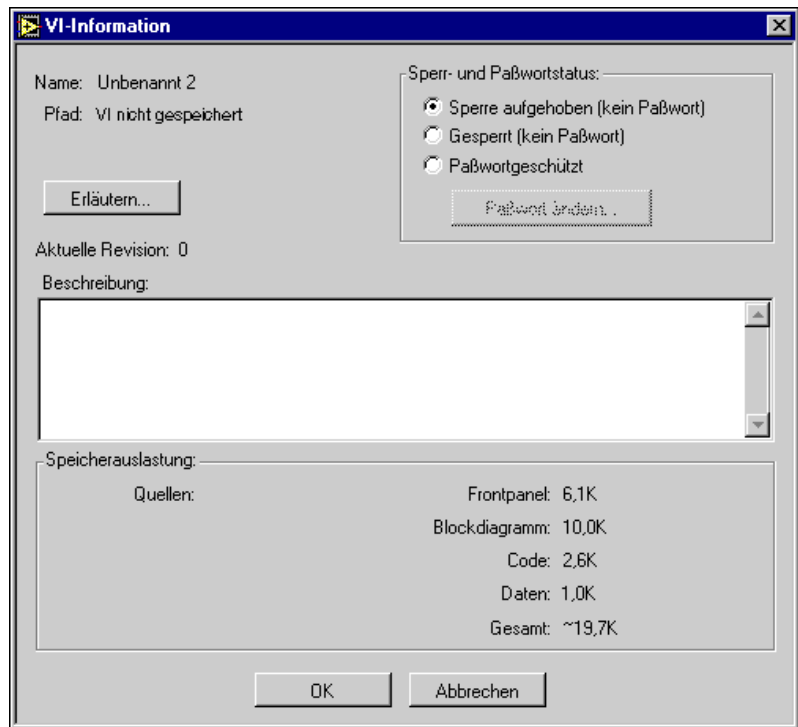 VI-Information
Name: Unbenannt 2
Pfad: VI nicht gespeichert
Erläutern...
Aktuelle Revision: 0
Sperr- und Paßwortstatus:
Sperre aufgehoben (kein Paßwort)
Gesperrt (kein Paßwort)
Paßwortgeschützt
Paßwort ändern...
Beschreibung:
Speicherauslastung:
Quellen:
Frontpanel: 6,1K
Blockdiagramm: 10,0K
Code: 2,6K
Daten: 1,0K
Gesamt: ~19,7K
OK
Abbrechen